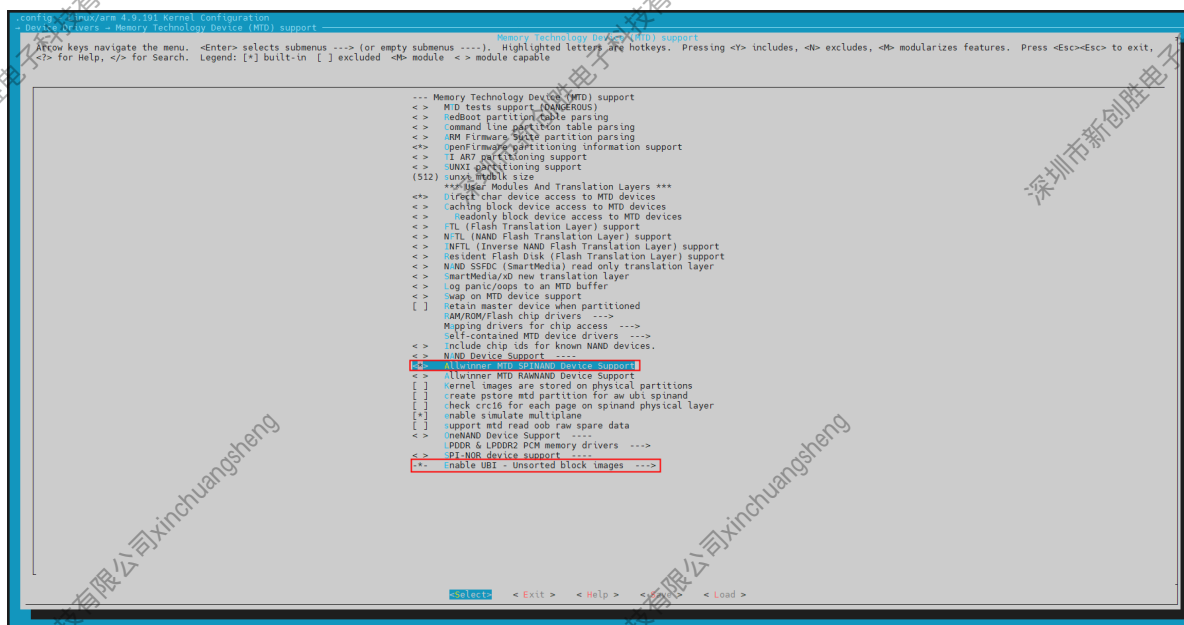 .config - Linux/arm 4.9.191 Kernel Configuration
→ Device Drivers → Memory Technology Device (MTD) support
Memory Technology Device (MTD) support
Arrow keys navigate the menu. <Enter> selects submenus ---> (or empty submenus ----). Highlighted letters are hotkeys. Pressing <Y> includes, <N> excludes, <M> modularizes features. Press <Esc><Esc> to exit,
<?> for Help, </> for Search. Legend: [*] built-in [ ] excluded <M> module < > module capable
--- Memory Technology Device (MTD) support
< > MTD tests support (DANGEROUS)
< > RedBoot partition table parsing
< > Command line partition table parsing
< > ARM Firmware Suite partition parsing
<*> OpenFirmware partitioning information support
< > TI AR7 partitioning support
< > SUNXI partitioning support
(512) sunxi mtdblk size
*** User Modules And Translation Layers ***
<*> Direct char device access to MTD devices
< > Caching block device access to MTD devices
< > Readonly block device access to MTD devices
< > FTL (Flash Translation Layer) support
< > NFTL (NAND Flash Translation Layer) support
< > INFTL (Inverse NAND Flash Translation Layer) support
< > Resident Flash Disk (Flash Translation Layer) support
< > NAND SSFDC (SmartMedia) read only translation layer
< > SmartMedia/xD new translation layer
< > Log panic/oops to an MTD buffer
< > Swap on MTD device support
[ ] Retain master device when partitioned
RAM/ROM/Flash chip drivers --->
Mapping drivers for chip access --->
Self-contained MTD device drivers --->
< > Include chip ids for known NAND devices.
< > NAND Device Support ----
<*> Allwinner MTD SPINAND Device Support
< > Allwinner MTD RAWNAND Device Support
[ ] Kernel images are stored on physical partitions
[ ] create pstore mtd partition for aw ubi spinand
[ ] check crc16 for each page on spinand physical layer
[*] enable simulate multiplane
[ ] support mtd read oob raw spare data
< > OneNAND Device Support ----
LPDDR & LPDDR2 PCM memory drivers --->
< > SPI-NOR device support ----
-*- Enable UBI - Unsorted block images --->
<Select> < Exit > < Help > < Save > < Load >
深圳市新创胜电子科技有限公司xinchuangsheng
深圳市新创胜
有限公司xinchuangsheng